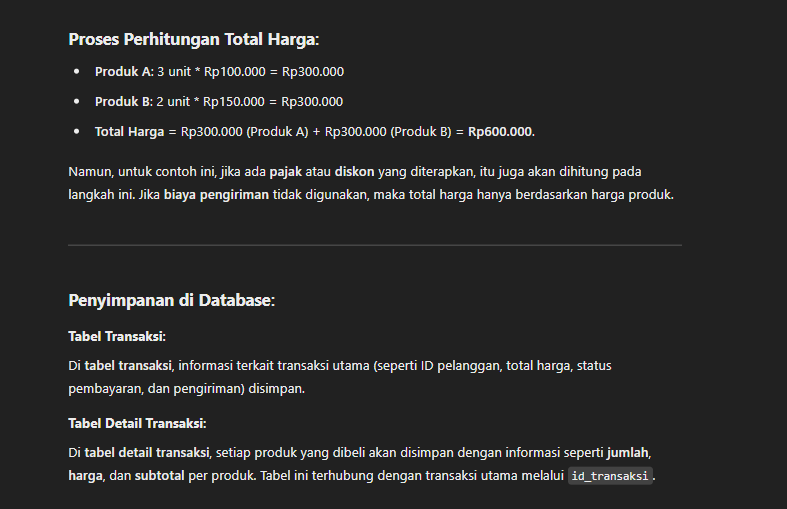 Proses Perhitungan Total Harga:
• Produk A: 3 unit * Rp100.000 = Rp300.000
• Produk B: 2 unit * Rp150.000 = Rp300.000
• Total Harga = Rp300.000 (Produk A) + Rp300.000 (Produk B) = Rp600.000.
Namun, untuk contoh ini, jika ada pajak atau diskon yang diterapkan, itu juga akan dihitung pada
langkah ini. Jika biaya pengiriman tidak digunakan, maka total harga hanya berdasarkan harga produk.
Penyimpanan di Database:
Tabel Transaksi:
Di tabel transaksi, informasi terkait transaksi utama (seperti ID pelanggan, total harga, status
pembayaran, dan pengiriman) disimpan.
Tabel Detail Transaksi:
Di tabel detail transaksi, setiap produk yang dibeli akan disimpan dengan informasi seperti jumlah,
harga, dan subtotal per produk. Tabel ini terhubung dengan transaksi utama melalui id_transaksi.